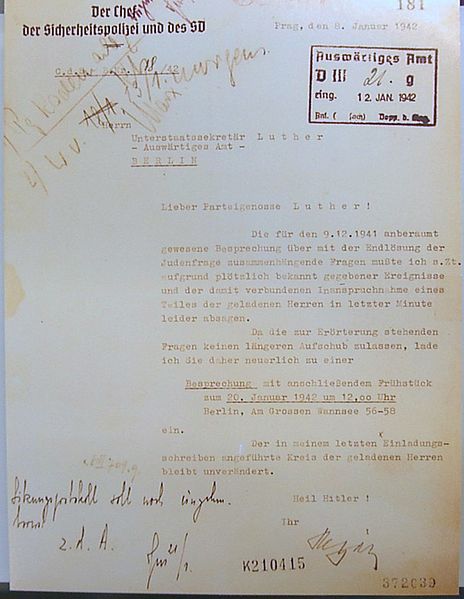 181
Der Chef
der Sicherheitspolizei und des SD
Prag, den 8. Januar 1942
Auswärtiges Amt
D III 21. g
eing. 12 JAN. 1942
Herrn
Unterstaatssekretär L u t h e r
- Auswärtiges Amt -
BERLIN
Lieber Parteigenosse L u t h e r !
Die für den 9.12.1941 anberaumt
gewesene Besprechung über mit der Endlösung der
Judenfrage zusammenhängende Fragen mußte ich s.Zt.
aufgrund plötzlich bekannt gegebener Ereignisse
und der damit verbundenen Inanspruchnahme eines
Teiles der geladenen Herren in letzter Minute
leider absagen.
Da die zur Erörterung stehenden
Fragen keinen längeren Aufschub zulassen, lade
ich Sie daher neuerlich zu einer
Besprechung mit anschließendem Frühstück
zum 20. Januar 1942 um 12,00 Uhr
Berlin, Am Grossen Wannsee 56-58
ein.
Der in meinem letzten Einladungs-
schreiben angeführte Kreis der geladenen Herren
bleibt unverändert.
Heil Hitler !
Ihr
z. d. A.
K210415
372039